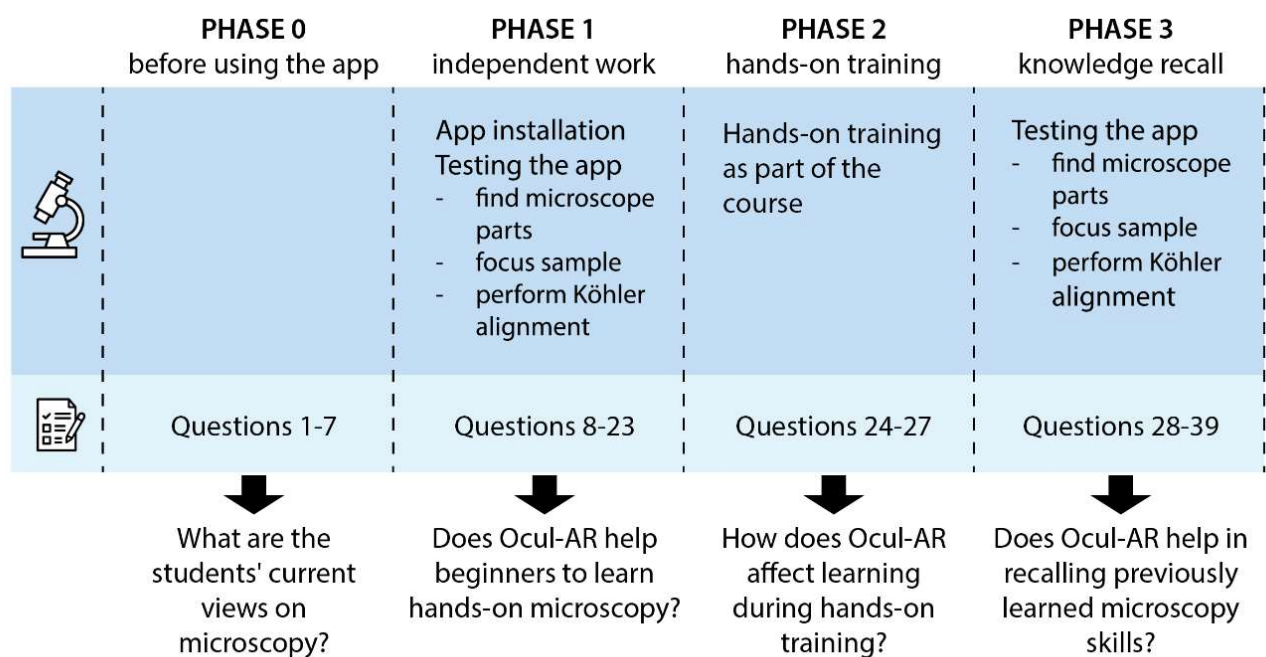 PHASE 0
before using the app
PHASE 1
independent work
PHASE 2
hands-on training
PHASE 3
knowledge recall
App installation
Testing the app
- find microscope
parts
- focus sample
- perform Köhler
alignment
Hands-on training
as part of the
course
Testing the app
- find microscope
parts
- focus sample
- perform Köhler
alignment
Questions 1-7
Questions 8-23
Questions 24-27
Questions 28-39
What are the
students' current
views on
microscopy?
Does Ocul-AR help
beginners to learn
hands-on microscopy?
How does Ocul-AR
affect learning
during hands-on
training?
Does Ocul-AR help in
recalling previously
learned microscopy
skills?